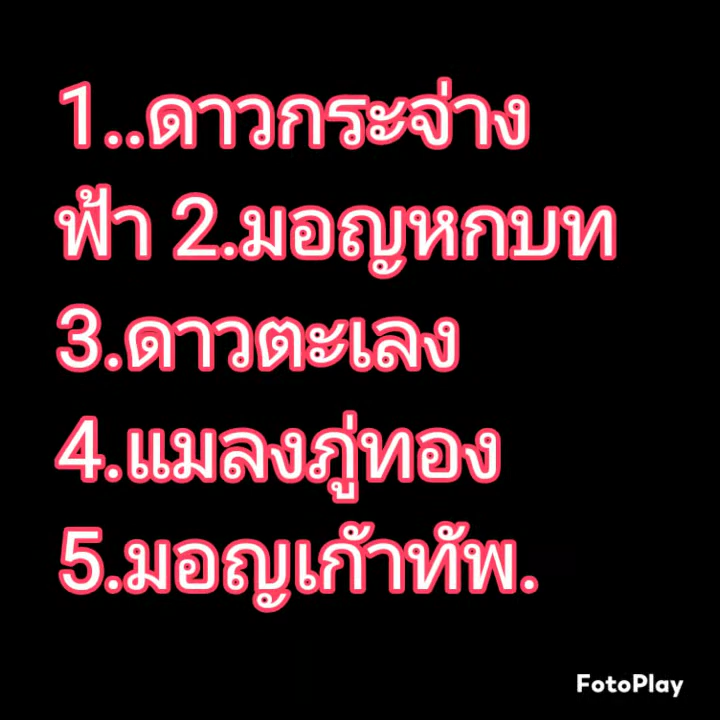 1..ดาวกระจ่าง
ฟ้า 2.มอญหกบท
3.ดาวตะเลง
4.แมลงภู่ทอง
5.มอญเก้าทัพ.
FotoPlay